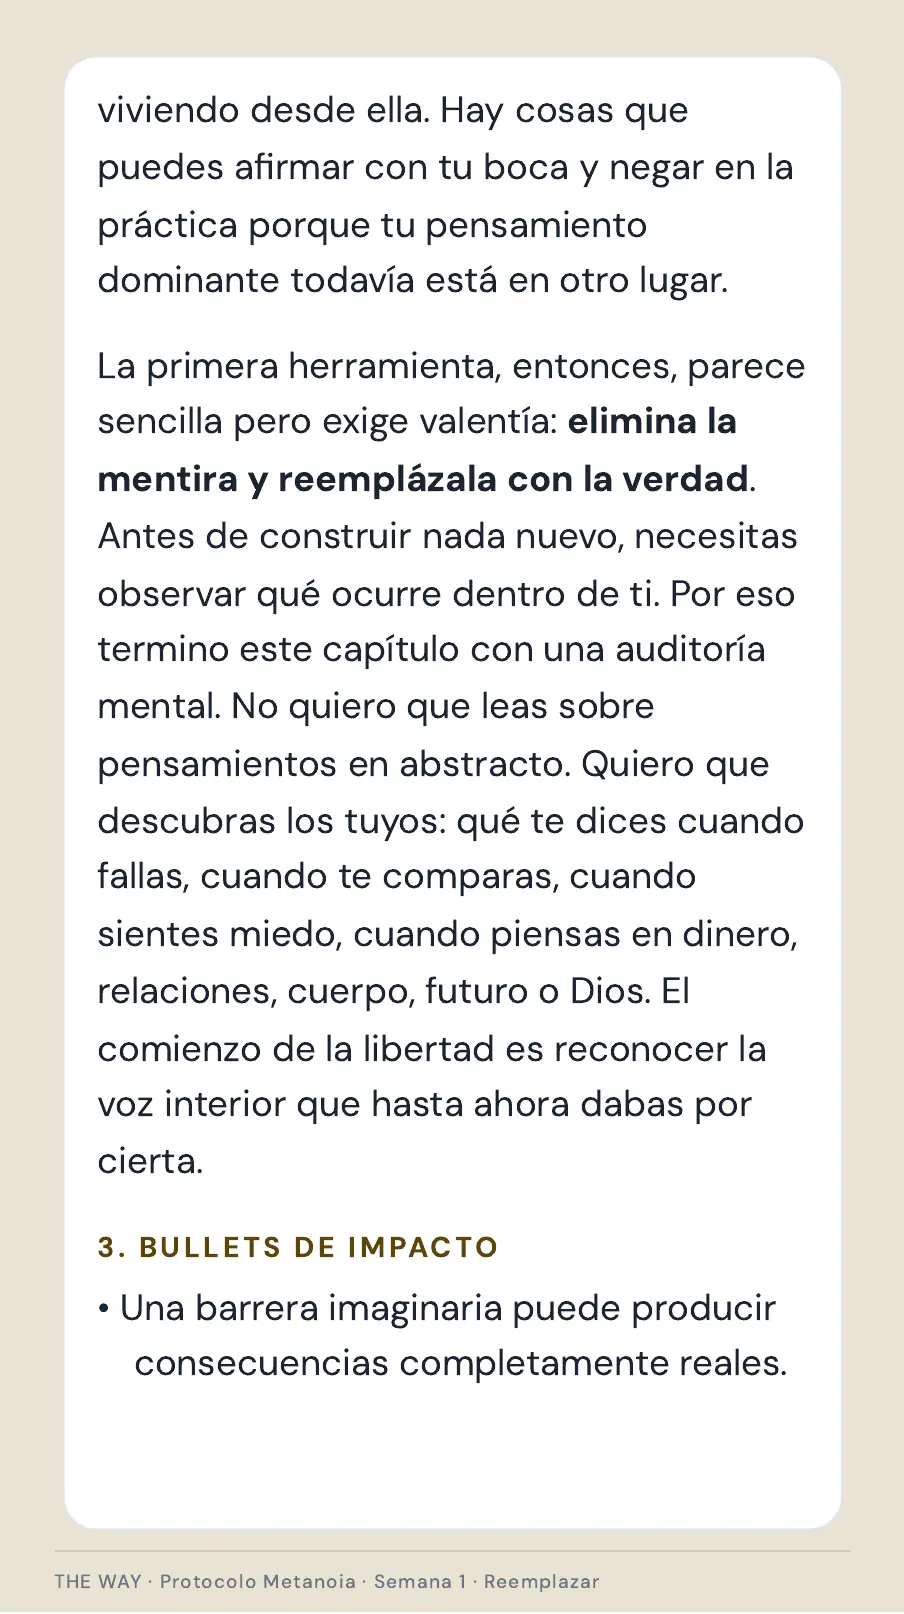 viviendo desde ella. Hay cosas que
puedes afirmar con tu boca y negar en la
práctica porque tu pensamiento
dominante todavía está en otro lugar.
La primera herramienta, entonces, parece
sencilla pero exige valentía: elimina la
mentira y reemplázala con la verdad.
Antes de construir nada nuevo, necesitas
observar qué ocurre dentro de ti. Por eso
termino este capítulo con una auditoría
mental. No quiero que leas sobre
pensamientos en abstracto. Quiero que
descubras los tuyos: qué te dices cuando
fallas, cuando te comparas, cuando
sientes miedo, cuando piensas en dinero,
relaciones, cuerpo, futuro o Dios. El
comienzo de la libertad es reconocer la
voz interior que hasta ahora dabas por
cierta.
3. BULLETS DE IMPACTO
• Una barrera imaginaria puede producir
consecuencias completamente reales.
THE WAY · Protocolo Metanoia · Semana 1 · Reemplazar